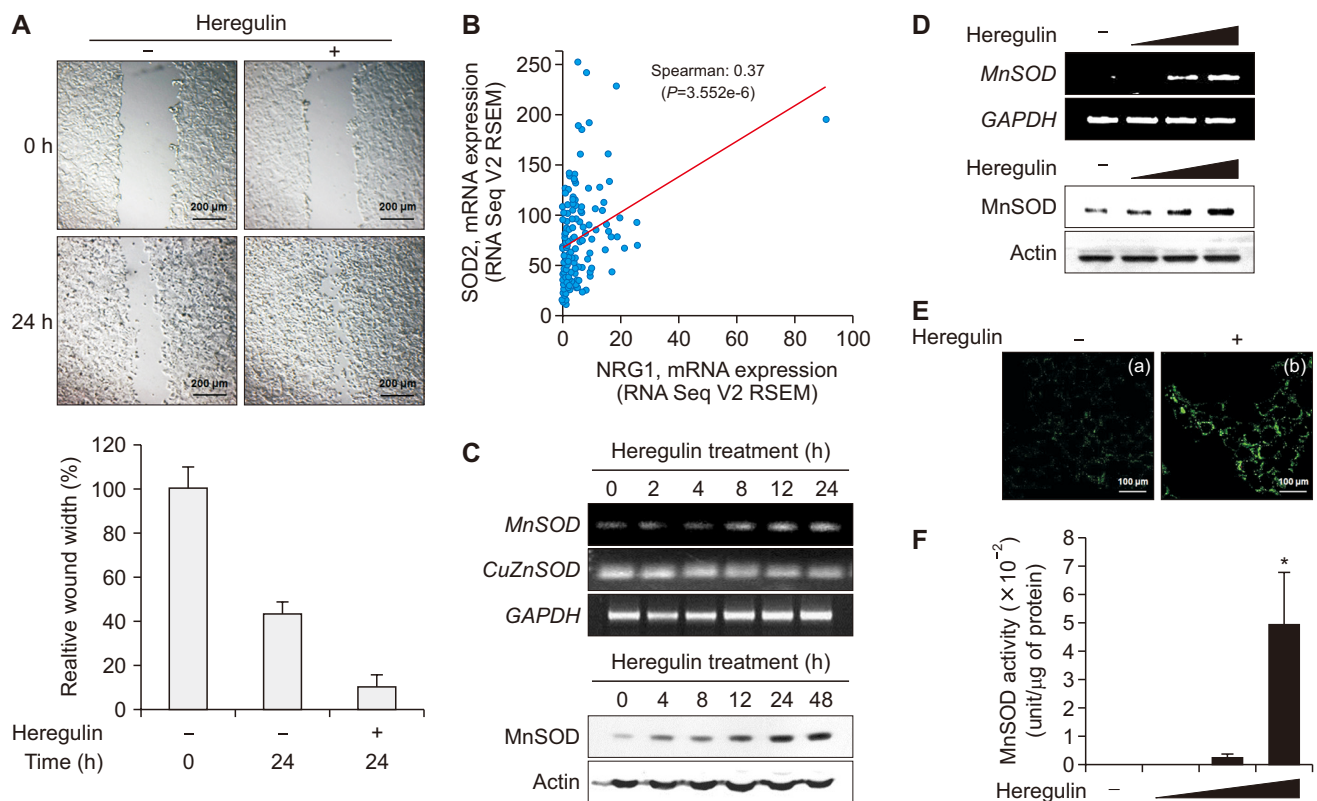 A
Heregulin
– +
0 h
200 µm 200 µm
24 h
200 µm 200 µm
Realtive wound width (%)
120
100
80
60
40
20
0
Heregulin – – +
Time (h) 0 24 24
B
Spearman: 0.37
(P=3.552e-6)
SOD2, mRNA expression
(RNA Seq V2 RSEM)
250
200
150
100
50
0
0 20 40 60 80 100
NRG1, mRNA expression
(RNA Seq V2 RSEM)
C
Heregulin treatment (h)
0 2 4 8 12 24
MnSOD
CuZnSOD
GAPDH
Heregulin treatment (h)
0 4 8 12 24 48
MnSOD
Actin
D
Heregulin –
MnSOD
GAPDH
Heregulin –
MnSOD
Actin
E
Heregulin – +
(a) (b)
100 µm 100 µm
F
MnSOD activity (×10⁻²)
(unit/µg of protein)
8
7
6
5
4
3
2
1
0
*
Heregulin –